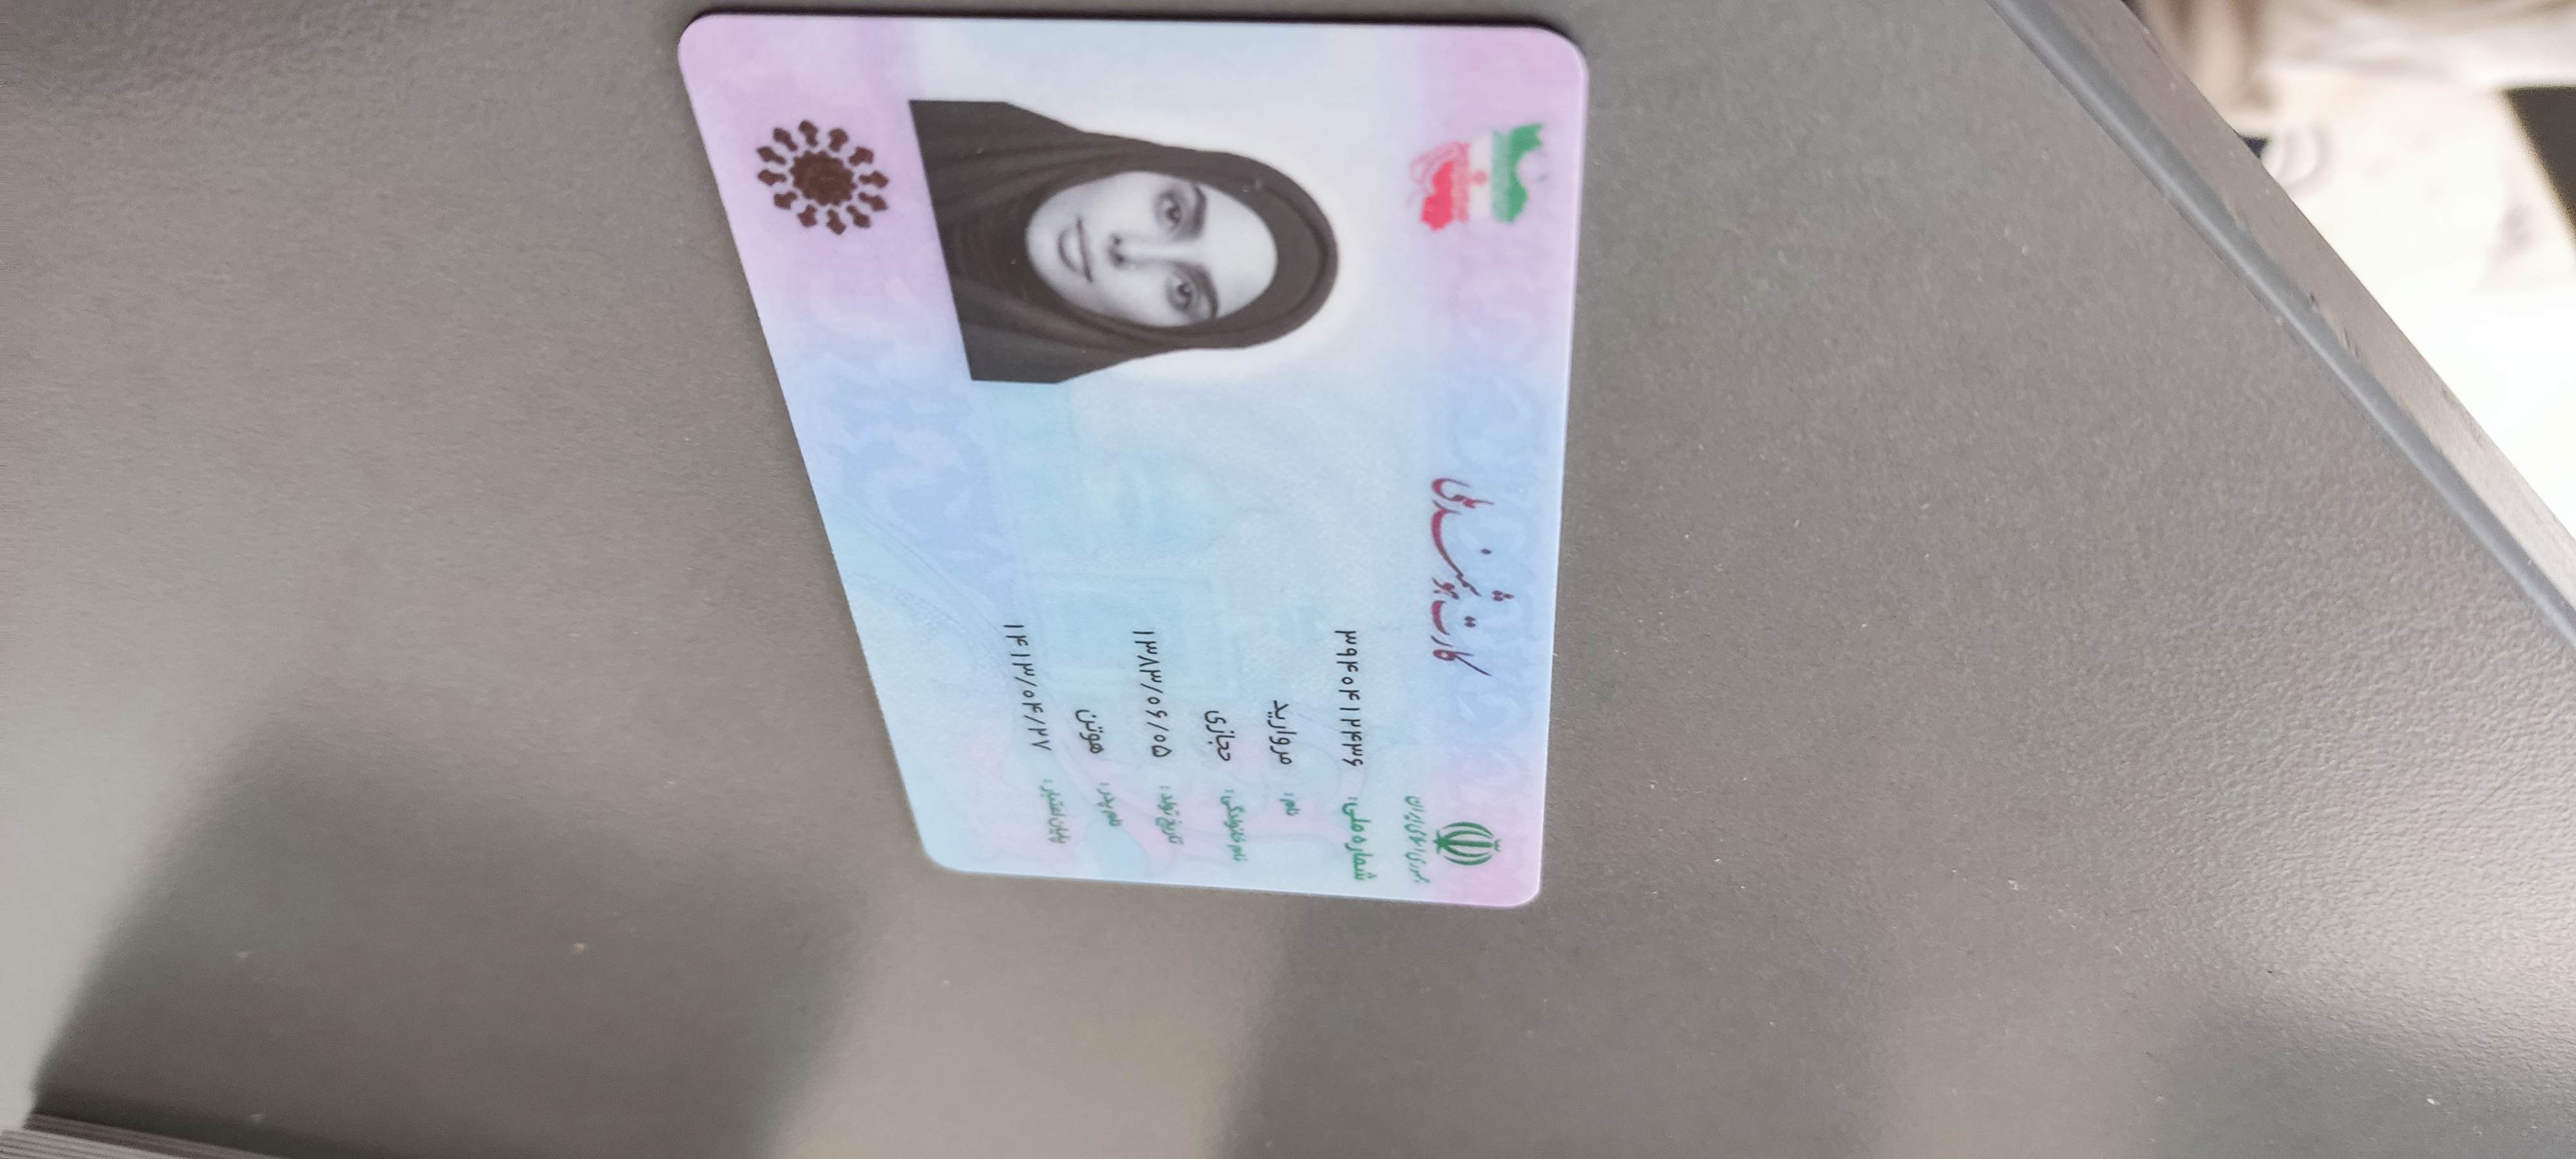 جمهوری اسلامی ایران
کارت هوشمند ملی
شماره ملی: ۳۹۴۰۴۱۲۴۳۶
نام: مروارید
نام خانوادگی: حجازی
تاریخ تولد: ۱۳۸۳/۰۶/۰۵
نام پدر: هوتن
پایان اعتبار: ۱۴۱۳/۰۴/۲۷